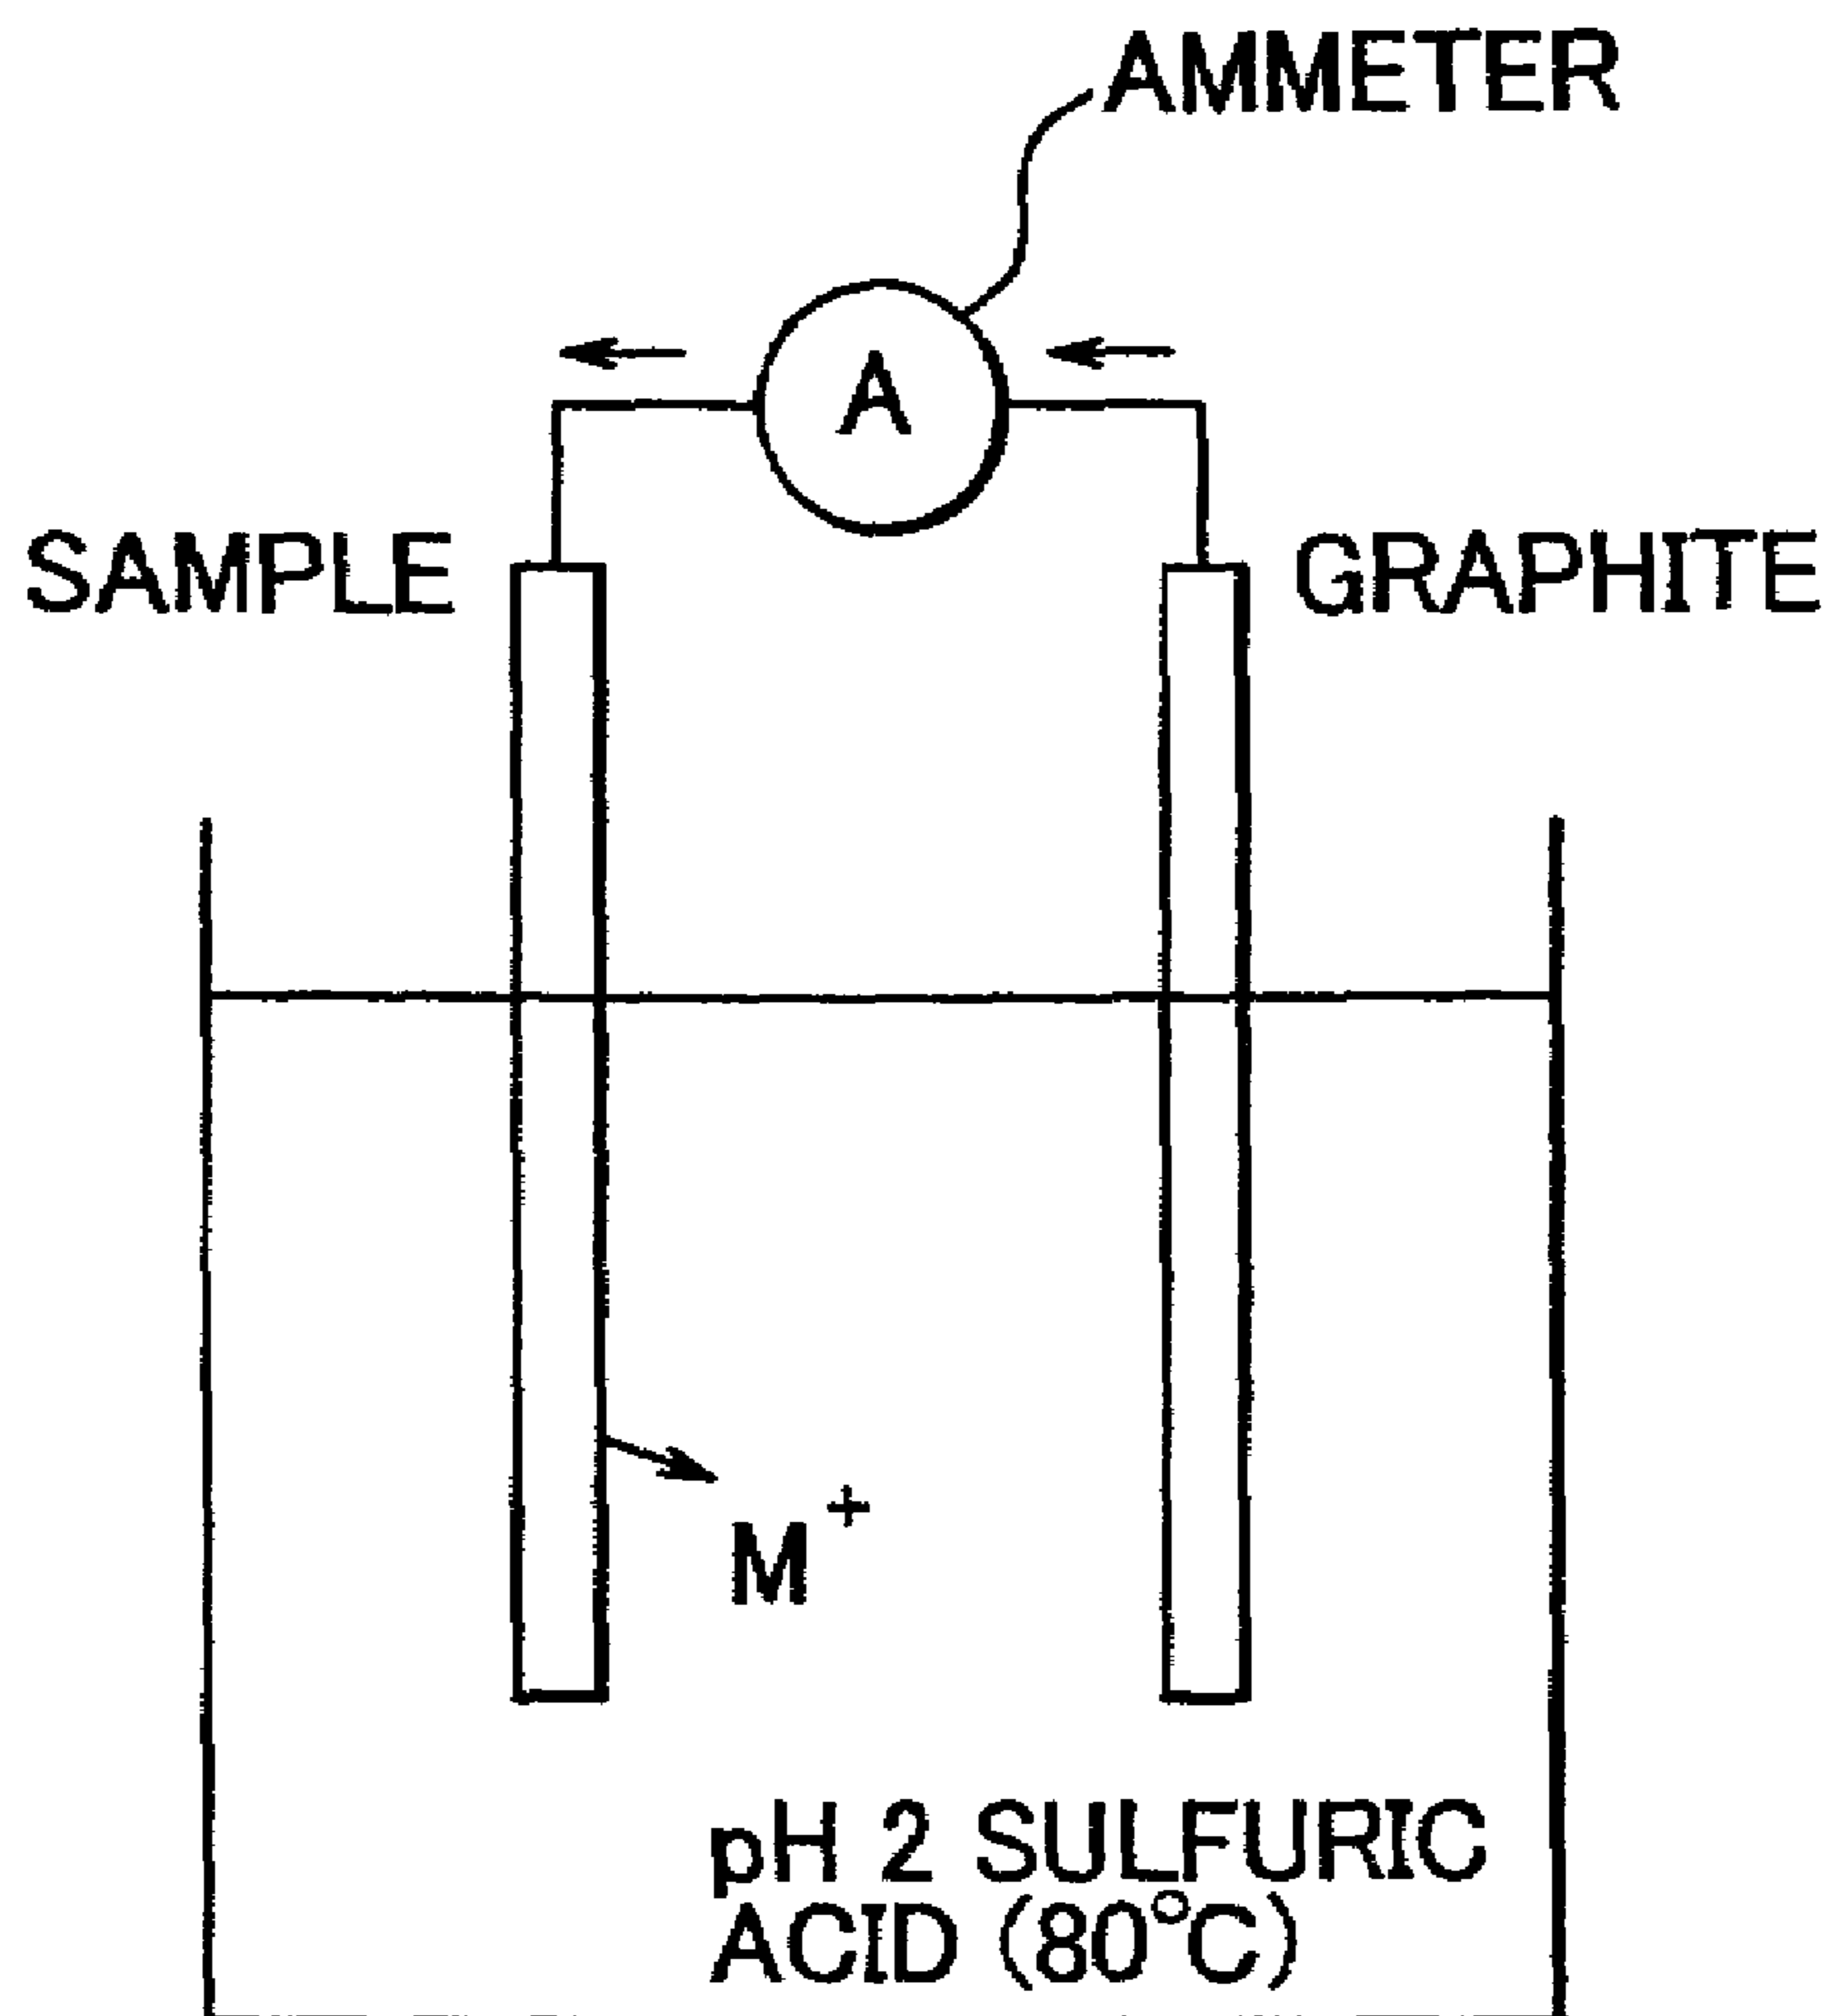 AMMETER
A
SAMPLE
GRAPHITE
M+
pH 2 SULFURIC
ACID (80°C)